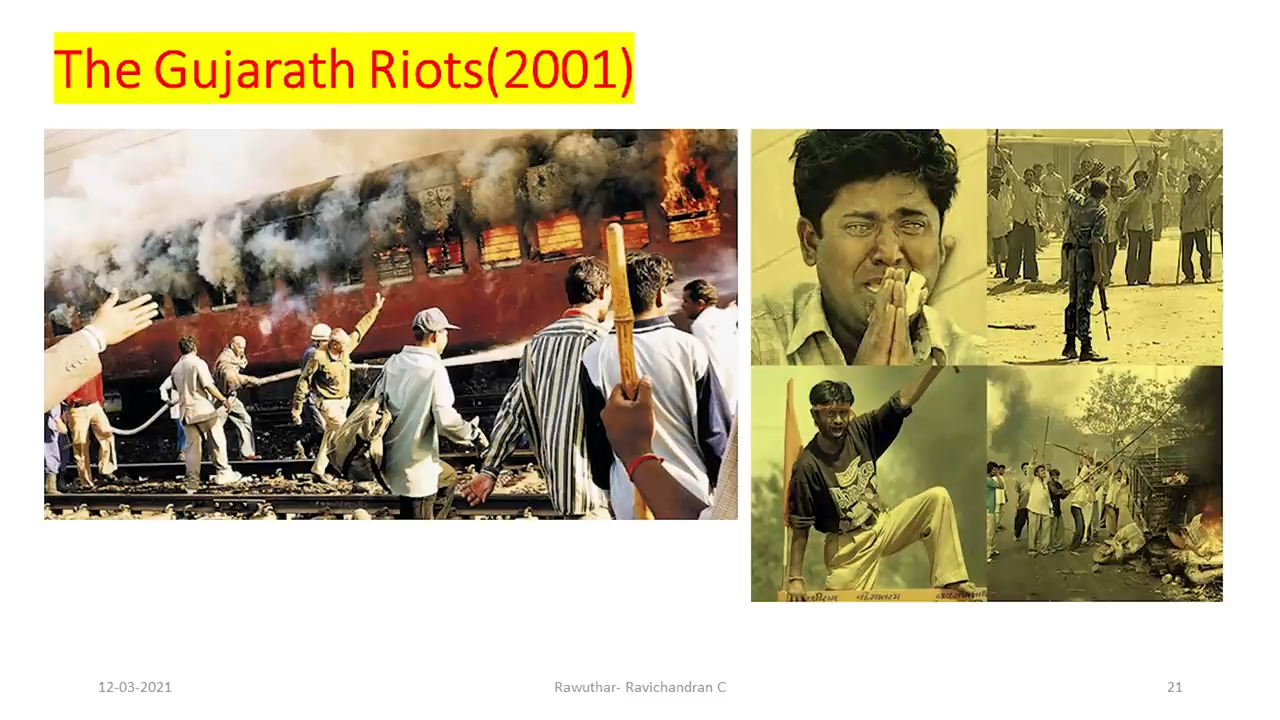 The Gujarath Riots(2001)
12-03-2021
Rawuthar- Ravichandran C
21